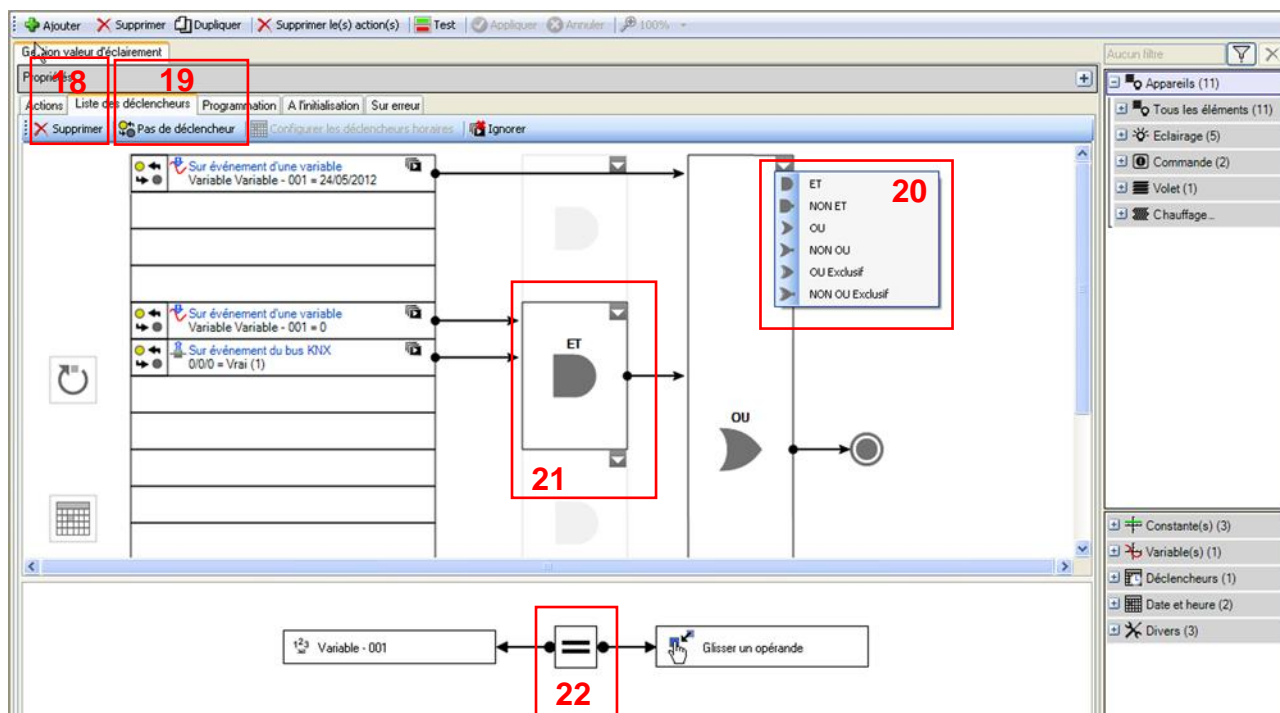 Ajouter Supprimer Dupliquer Supprimer le(s) action(s) Test Appliquer Annuler 100%
Gestion valeur d'éclairement
Aucun filtre
Propriétés
18
19
Actions Liste des déclencheurs Programmation A l'initialisation Sur erreur
Supprimer Pas de déclencheur Configurer les déclencheurs horaires Ignorer
Appareils (11)
Tous les éléments (11)
Eclairage (5)
Commande (2)
Volet (1)
Chauffage...
Sur événement d'une variable
Variable Variable - 001 = 24/05/2012
ET
NON ET
OU
NON OU
OU Exclusif
NON OU Exclusif
20
Sur événement d'une variable
Variable Variable - 001 = 0
Sur événement du bus KNX
0/0/0 = Vrai (1)
ET
21
OU
Constante(s) (3)
Variable(s) (1)
Déclencheurs (1)
Date et heure (2)
Divers (3)
Variable - 001
=
Glisser un opérande
22